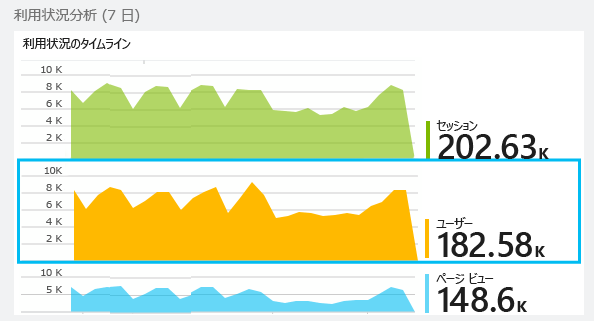 利用状況分析 (7 日)
利用状況のタイムライン
10 K
8 K
6 K
4 K
2 K
セッション
202.63K
10K
8 K
6 K
4 K
2 K
ユーザー
182.58K
10 K
5 K
ページ ビュー
148.6K